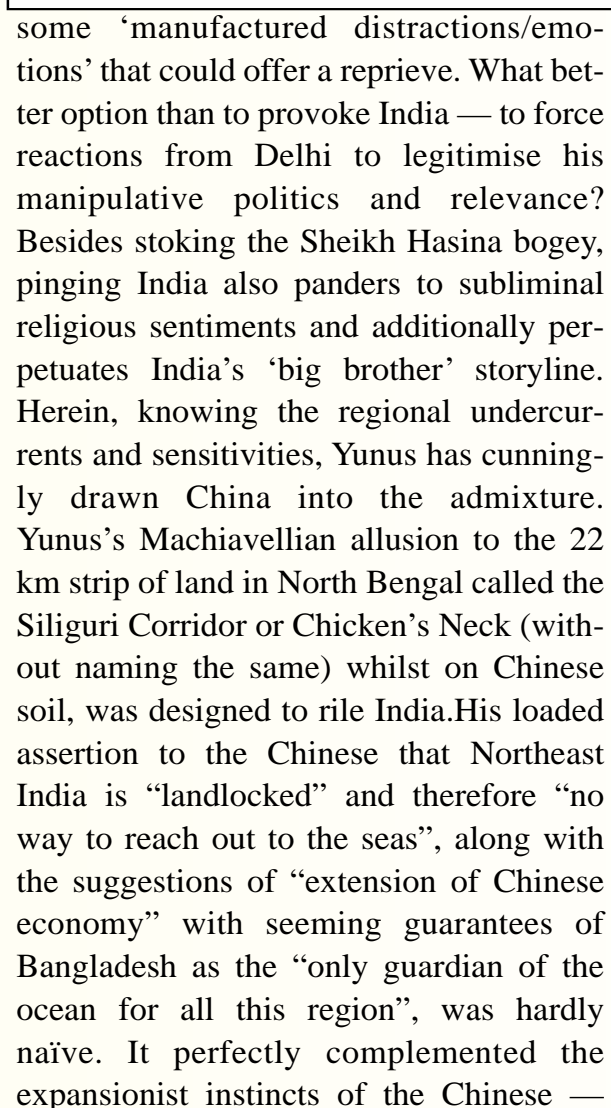 some ‘manufactured distractions/emo-
tions’ that could offer a reprieve. What bet-
ter option than to provoke India — to force
reactions from Delhi to legitimise his
manipulative politics and relevance?
Besides stoking the Sheikh Hasina bogey,
pinging India also panders to subliminal
religious sentiments and additionally per-
petuates India’s ‘big brother’ storyline.
Herein, knowing the regional undercur-
rents and sensitivities, Yunus has cunning-
ly drawn China into the admixture.
Yunus’s Machiavellian allusion to the 22
km strip of land in North Bengal called the
Siliguri Corridor or Chicken’s Neck (with-
out naming the same) whilst on Chinese
soil, was designed to rile India.His loaded
assertion to the Chinese that Northeast
India is “landlocked” and therefore “no
way to reach out to the seas”, along with
the suggestions of “extension of Chinese
economy” with seeming guarantees of
Bangladesh as the “only guardian of the
ocean for all this region”, was hardly
naïve. It perfectly complemented the
expansionist instincts of the Chinese —